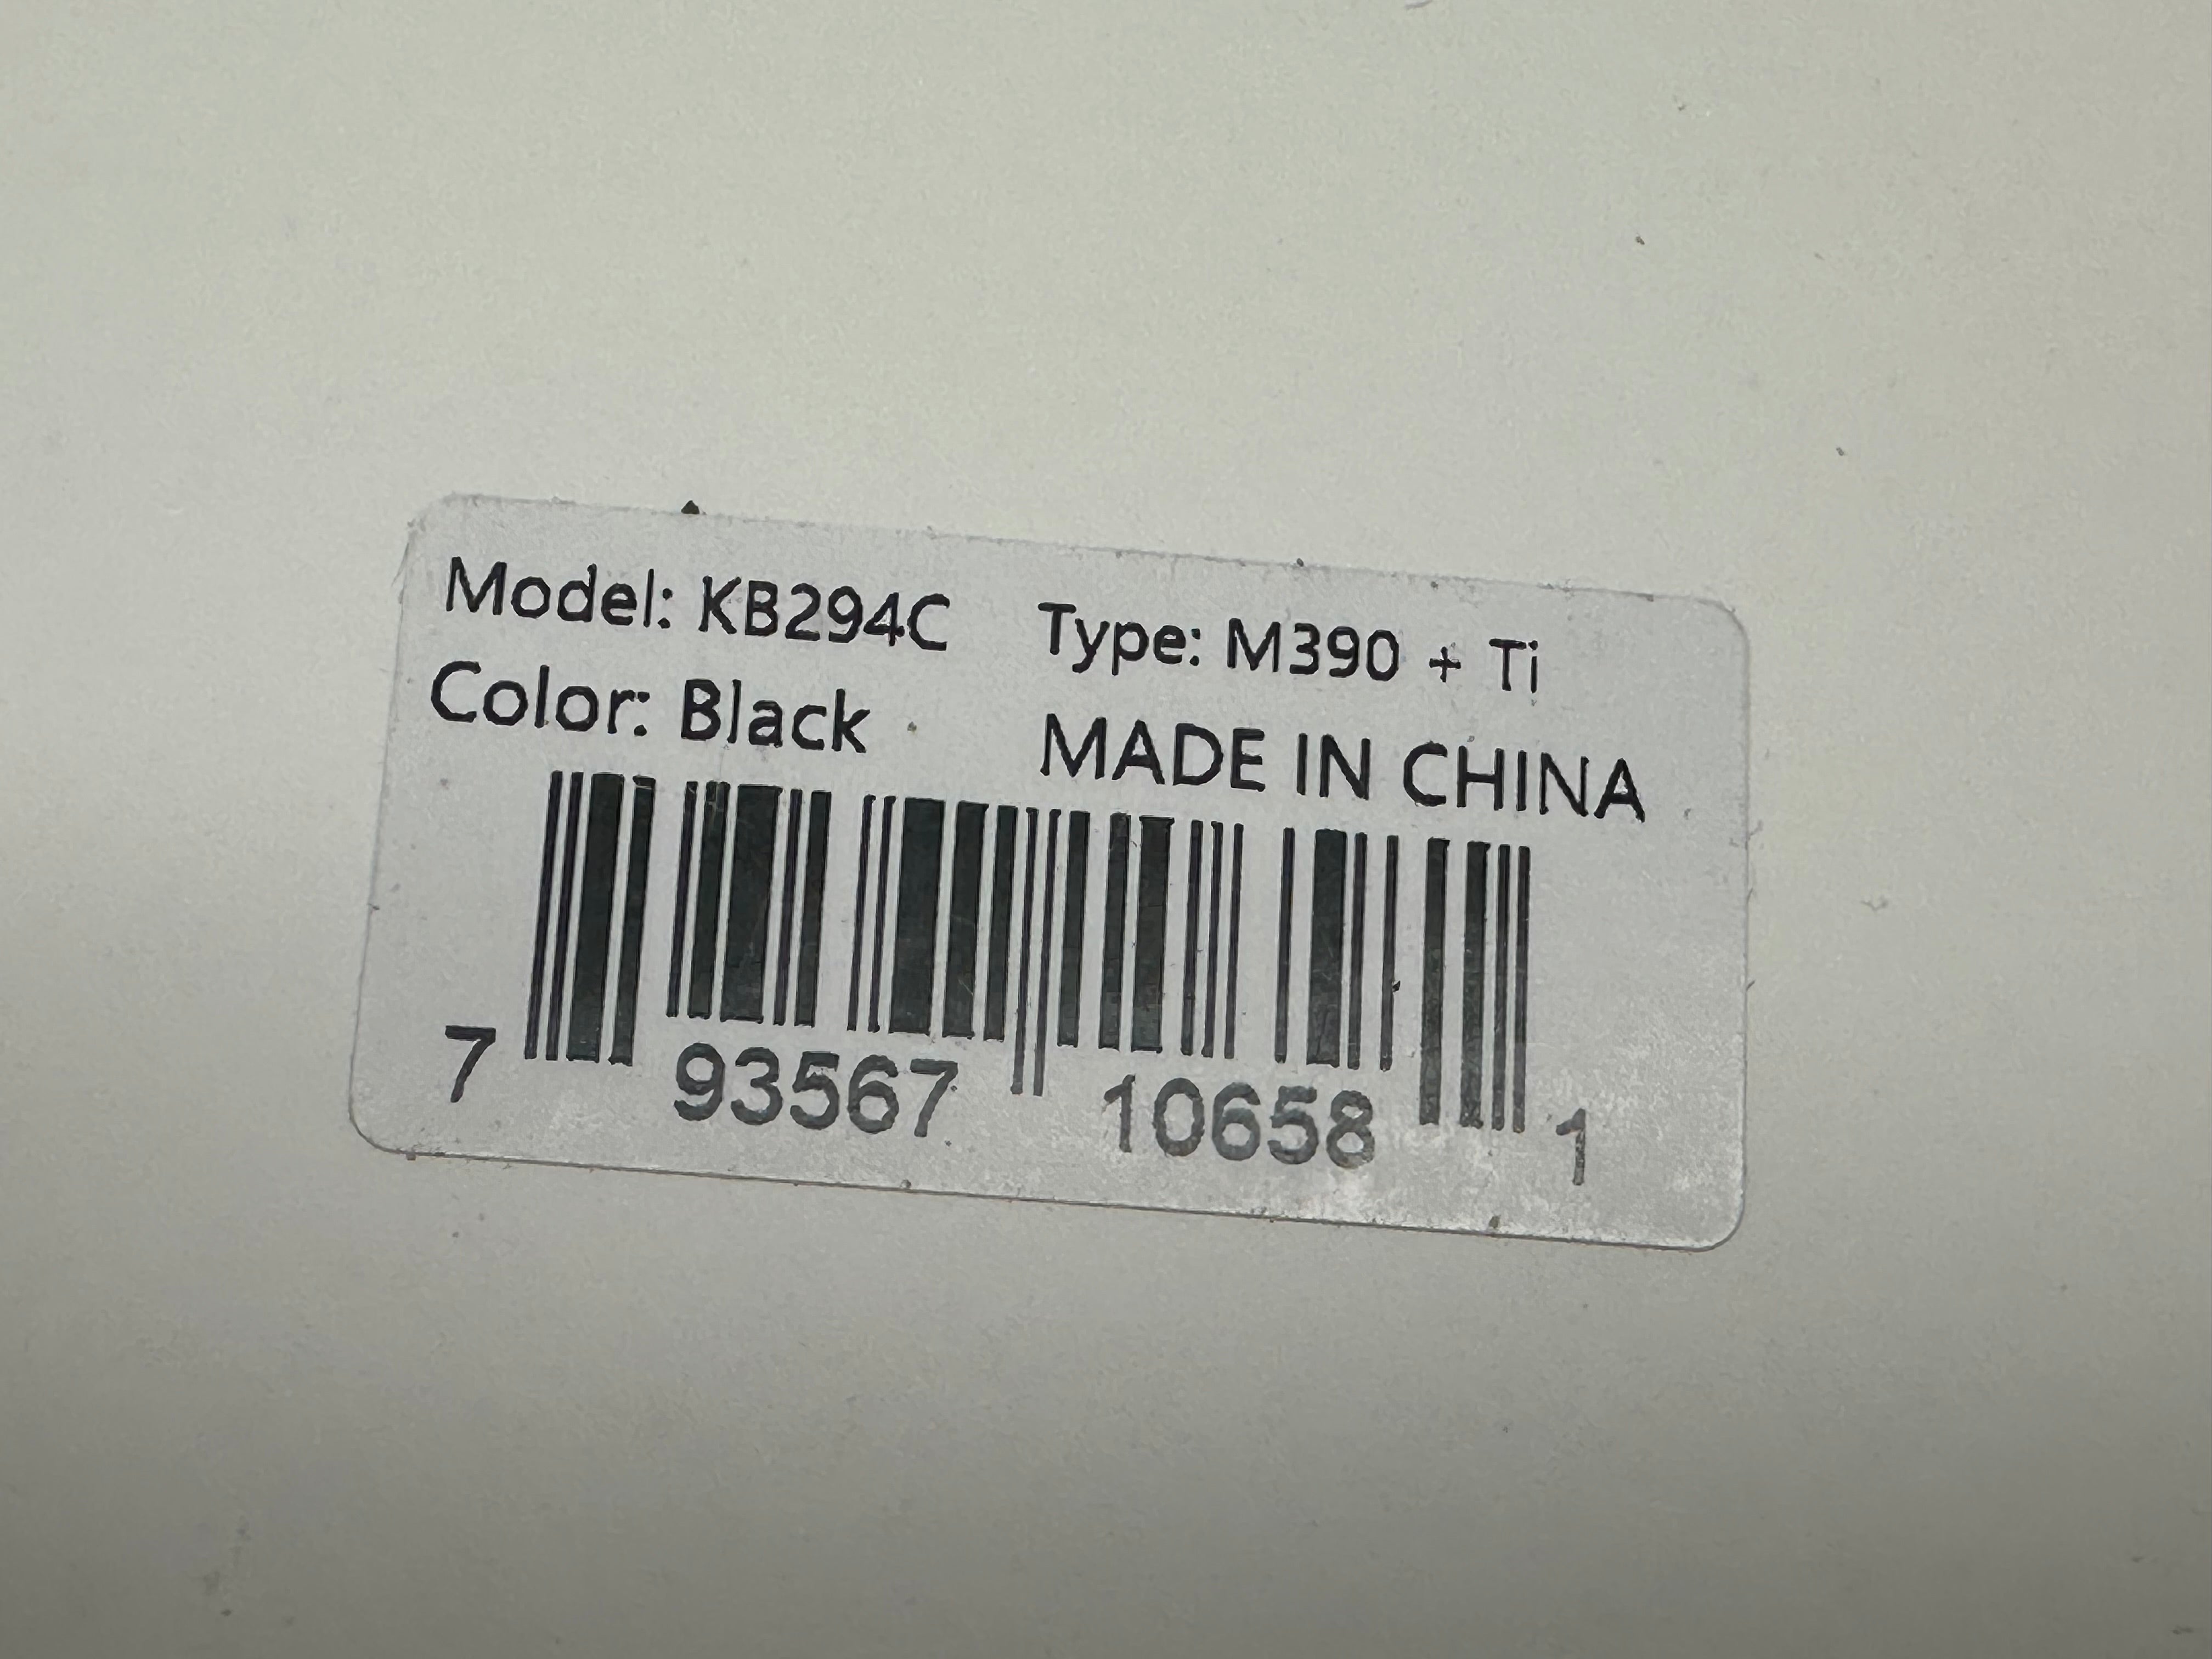 Model: KB294C Type: M390 + Ti
Color: Black MADE IN CHINA
7 93567 10658 1